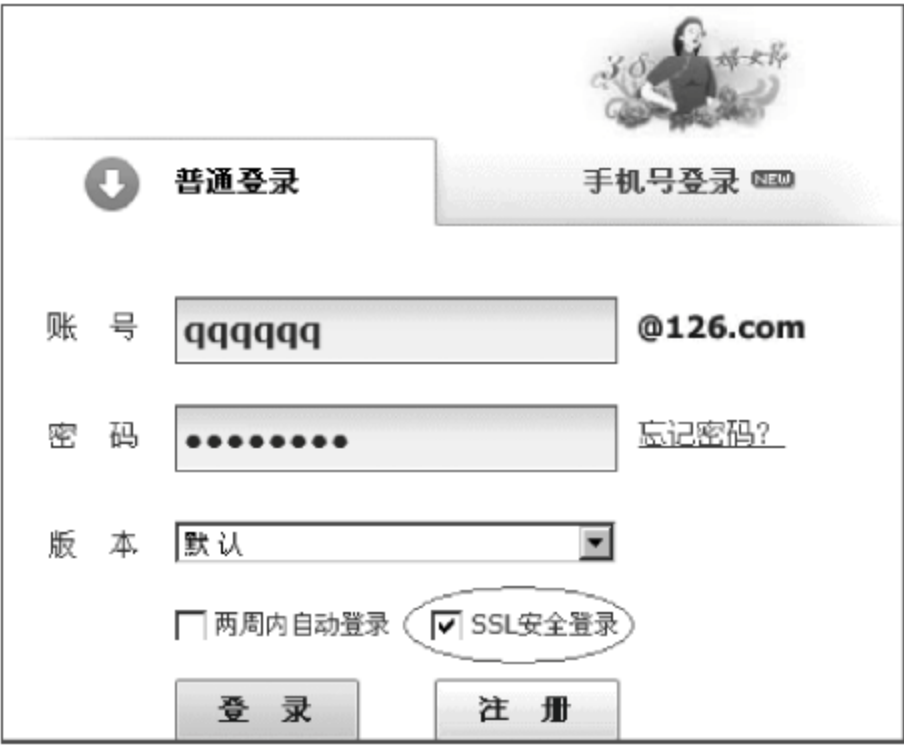 38 妇女节
普通登录
手机号登录 NEW
账 号 qqqqqq @126.com
密 码 ●●●●●●●● 忘记密码?
版 本 默认
两周内自动登录 SSL安全登录
登 录 注 册